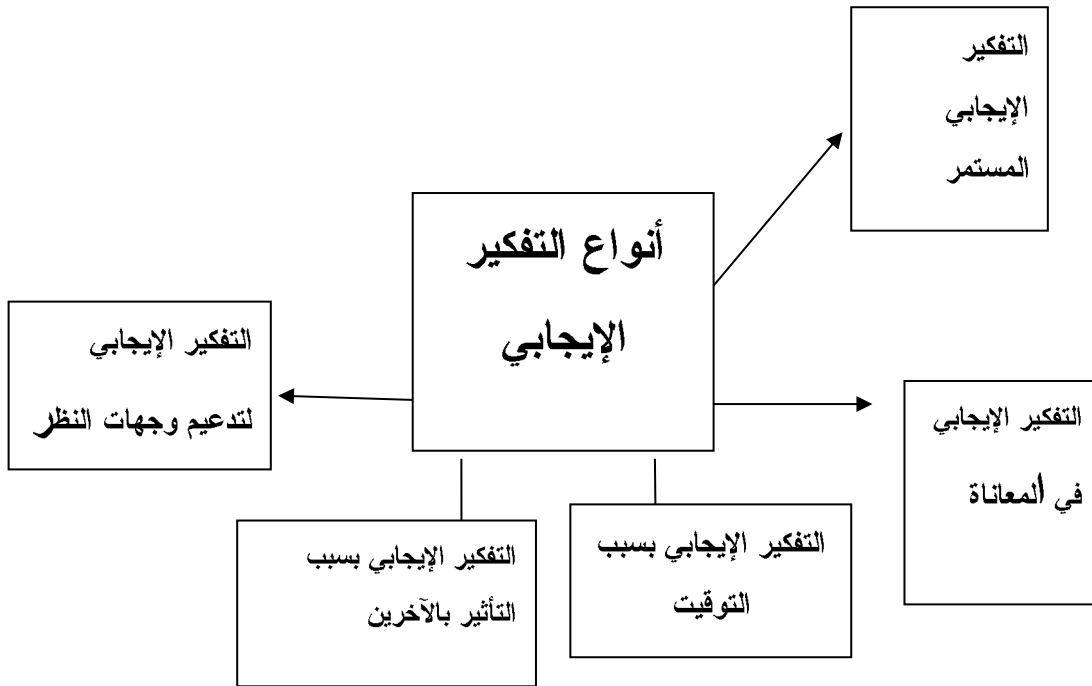 التفكير
الإيجابي
المستمر
أنواع التفكير
الإيجابي
التفكير الإيجابي
لتدعيم وجهات النظر
التفكير الإيجابي
في المعاناة
التفكير الإيجابي بسبب
التوقيت
التفكير الإيجابي بسبب
التأثير بالآخرين